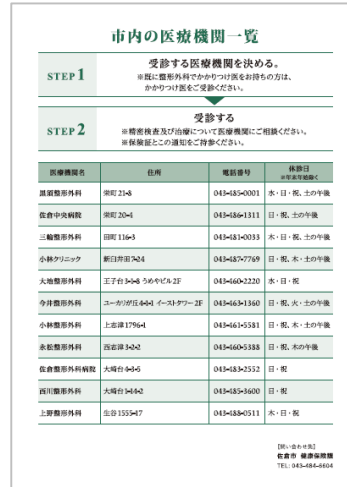 市内の医療機関一覧
STEP 1
受診する医療機関を決める。
※既に整形外科でかかりつけ医をお持ちの方は、
かかりつけ医をご受診ください。
STEP 2
受診する
※精密検査及び治療について医療機関にご相談ください。
※保険証とこの通知をご持参ください。
医療機関名 住所 電話番号 休診日
※年末年始除く
黒須整形外科 栄町21-8 043-485-0001 水・日・祝、土の午後
佐倉中央病院 栄町20-4 043-486-1311 日・祝、土の午後
三輪整形外科 田町116-3 043-481-0033 木・日・祝、土の午後
小林クリニック 新臼井田7-24 043-487-7769 日・祝、木・土の午後
大地整形外科 王子台3-1-8 うめやビル2F 043-460-2220 水・日・祝
今井整形外科 ユーカリが丘4-4-1 イーストタワー2F 043-463-1360 日・祝、火・土の午後
小林整形外科 上志津1796-1 043-461-5581 日・祝、木・土の午後
永松整形外科 西志津3-2-2 043-460-5388 日・祝、木の午後
佐倉整形外科病院 大崎台4-3-5 043-483-2552 日・祝
西川整形外科 大崎台1-14-2 043-485-3600 日・祝
上野整形外科 生谷1555-17 043-488-0511 木・日・祝
【問い合わせ先】
佐倉市 健康保険課
TEL: 043-484-6604